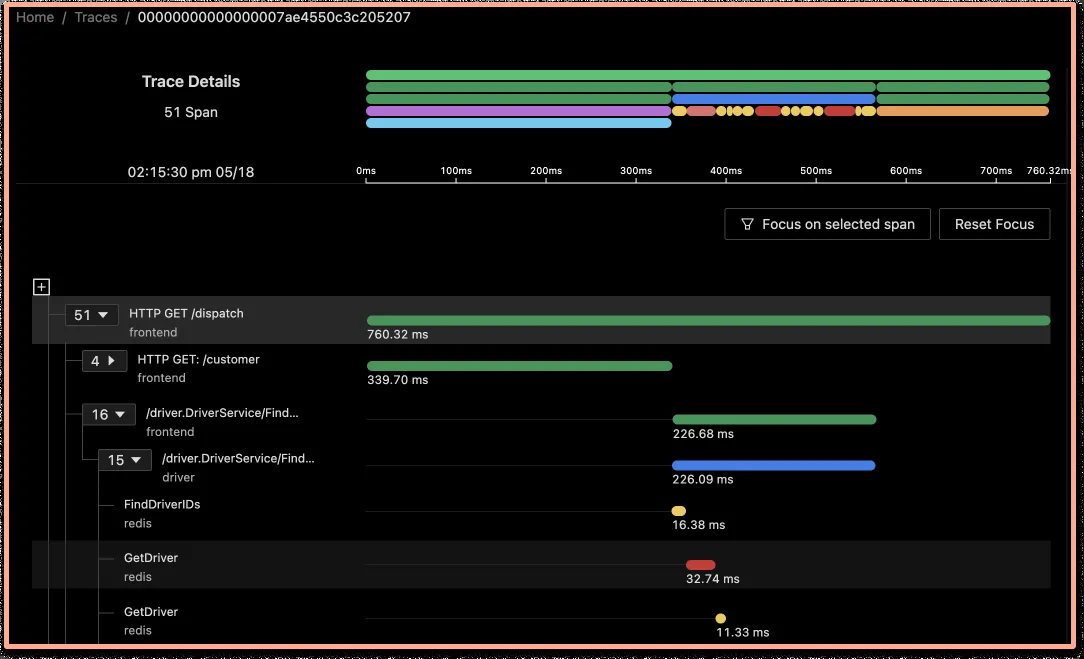 Home / Traces / 00000000000000007ae4550c3c205207
Trace Details
51 Span
02:15:30 pm 05/18
0ms 100ms 200ms 300ms 400ms 500ms 600ms 700ms 760.32ms
Focus on selected span Reset Focus
51 HTTP GET /dispatch
frontend
760.32 ms
4 HTTP GET: /customer
frontend
339.70 ms
16 /driver.DriverService/Find...
frontend
226.68 ms
15 /driver.DriverService/Find...
driver
226.09 ms
FindDriverIDs
redis
16.38 ms
GetDriver
redis
32.74 ms
GetDriver
redis
11.33 ms